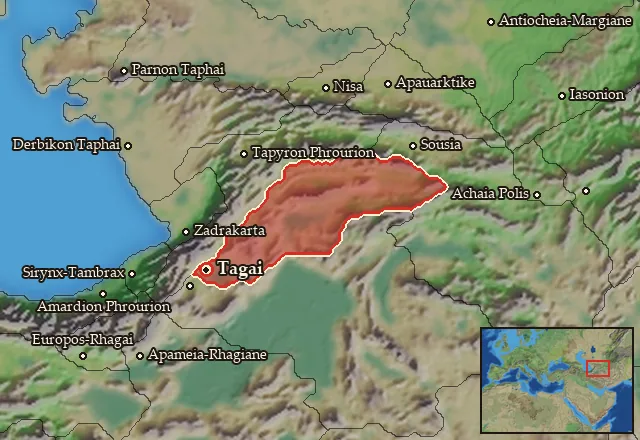 Antiocheia-Margiane
Parnon Taphai
Nisa
Apauarktike
Iasonion
Derbikon Taphai
Tapyron Phrourion
Sousia
Achaia Polis
Zadrakarta
Sirynx-Tambrax
Tagai
Amardion Phrourion
Europos-Rhagai
Apameia-Rhagiane